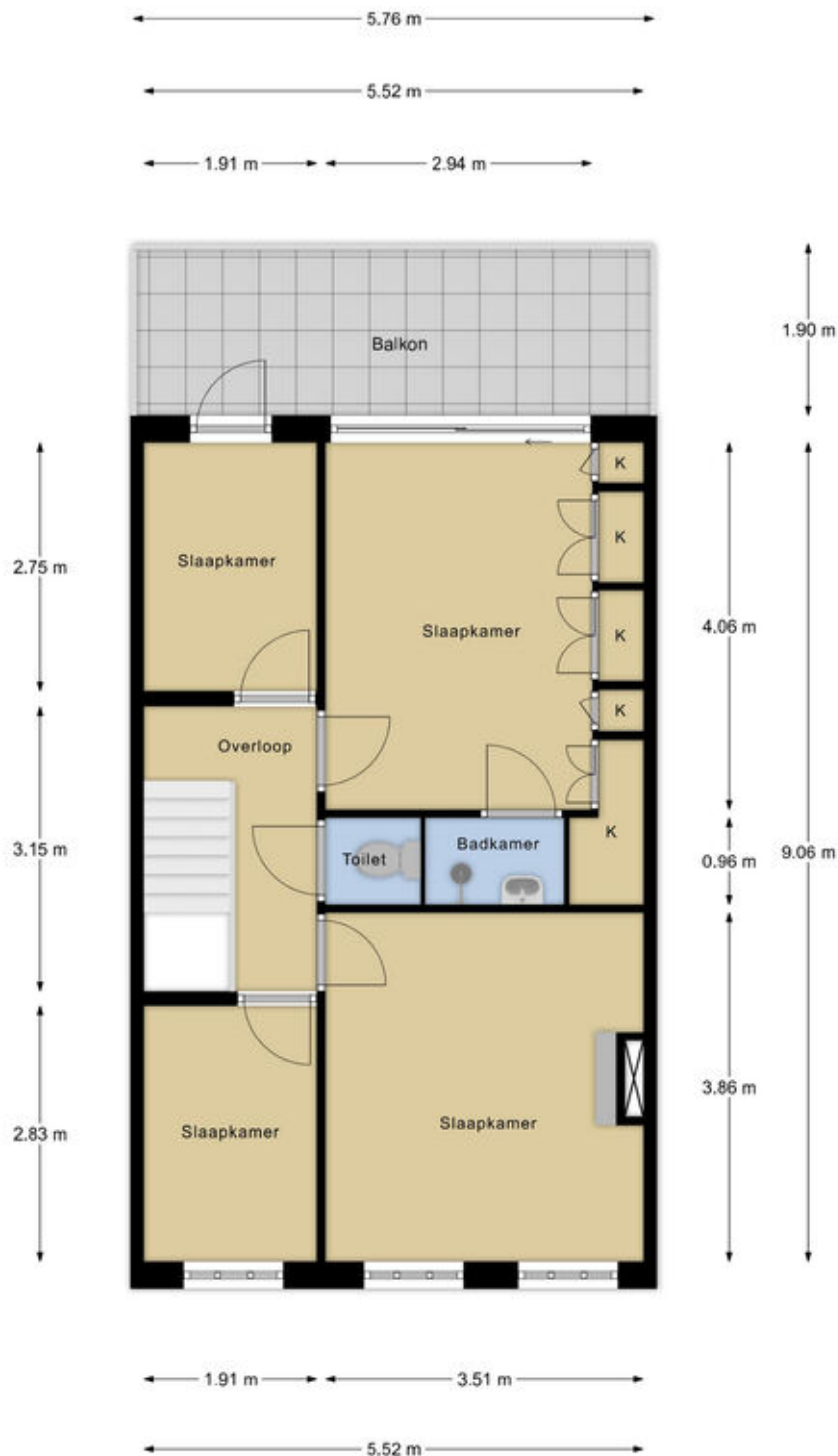 5.76 m
5.52 m
1.91 m
2.94 m
1.90 m
Balkon
K
K
Slaapkamer
2.75 m
Slaapkamer
4.06 m
K
K
Overloop
K
Badkamer
Toilet
3.15 m
0.96 m
9.06 m
3.86 m
Slaapkamer
Slaapkamer
2.83 m
1.91 m
3.51 m
5.52 m